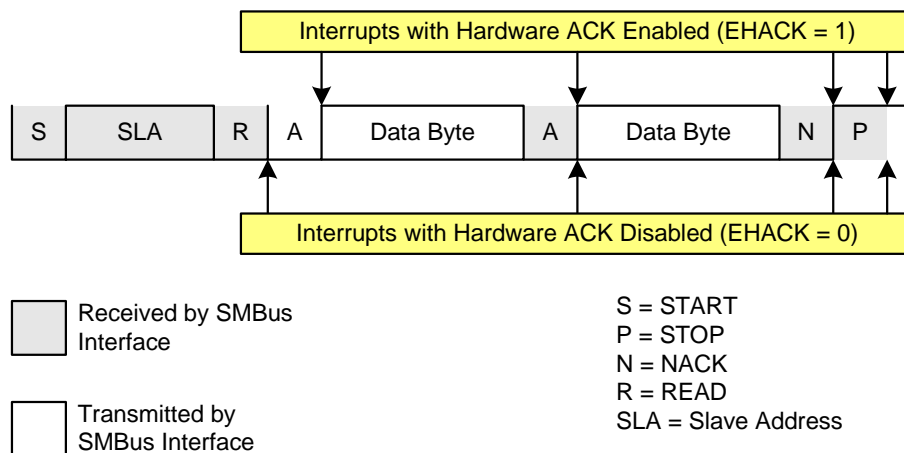 Interrupts with Hardware ACK Enabled (EHACK = 1)
S SLA R A Data Byte A Data Byte N P
Interrupts with Hardware ACK Disabled (EHACK = 0)
Received by SMBus
Interface
Transmitted by
SMBus Interface
S = START
P = STOP
N = NACK
R = READ
SLA = Slave Address